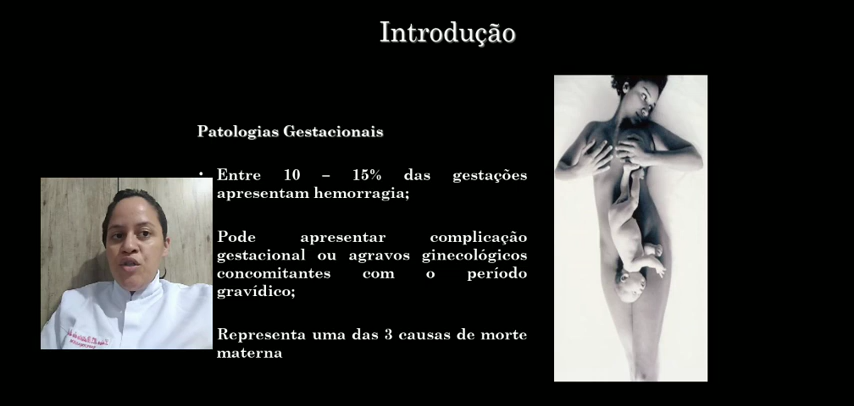 Introdução
Patologias Gestacionais
• Entre 10 – 15% das gestações
apresentam hemorragia;
Pode apresentar complicação
gestacional ou agravos ginecológicos
concomitantes com o período
gravídico;
Representa uma das 3 causas de morte
materna